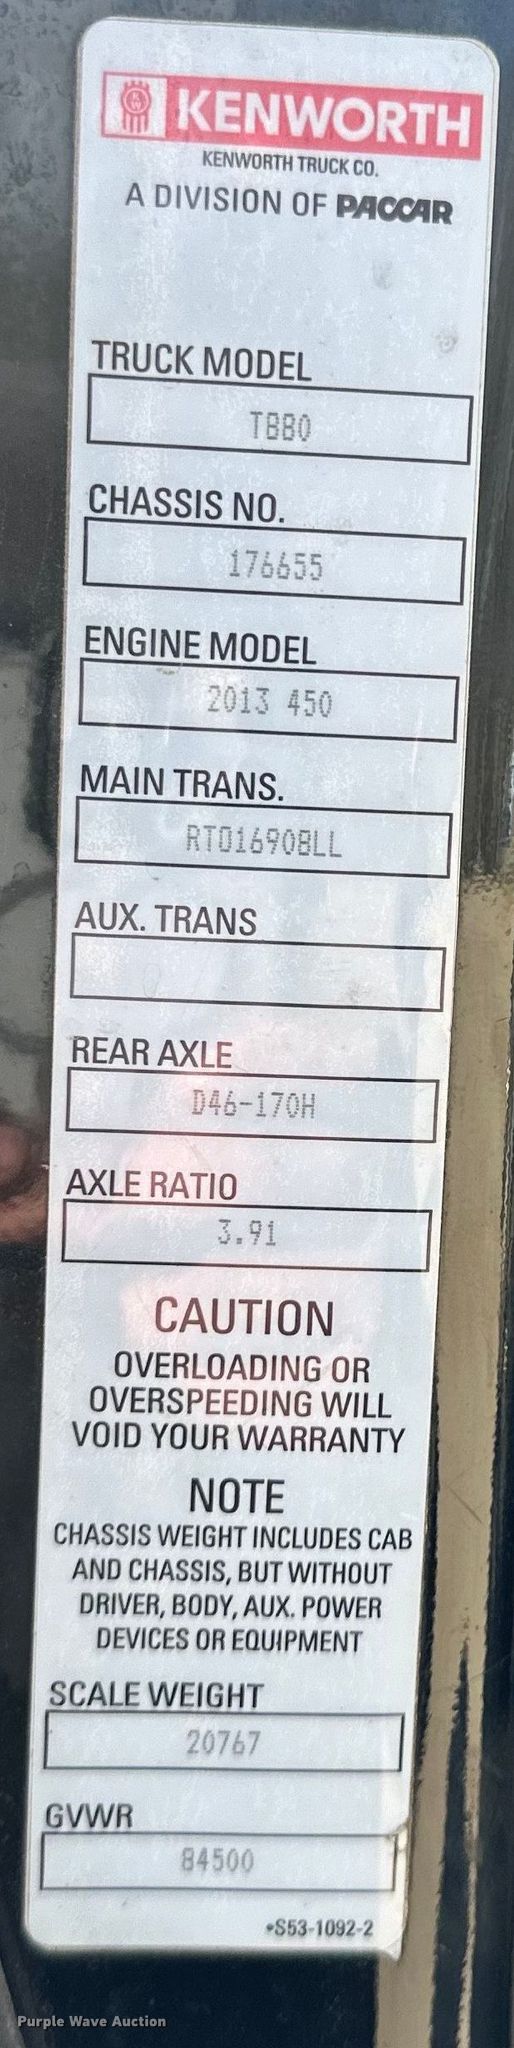 KW KENWORTH
KENWORTH TRUCK CO.
A DIVISION OF PACCAR
TRUCK MODEL
T880
CHASSIS NO.
176655
ENGINE MODEL
2013 450
MAIN TRANS.
RTO16908LL
AUX. TRANS
REAR AXLE
D46-170H
AXLE RATIO
3.91
CAUTION
OVERLOADING OR
OVERSPEEDING WILL
VOID YOUR WARRANTY
NOTE
CHASSIS WEIGHT INCLUDES CAB
AND CHASSIS, BUT WITHOUT
DRIVER, BODY, AUX. POWER
DEVICES OR EQUIPMENT
SCALE WEIGHT
20767
GVWR
84500
•S53-1092-2
Purple Wave Auction